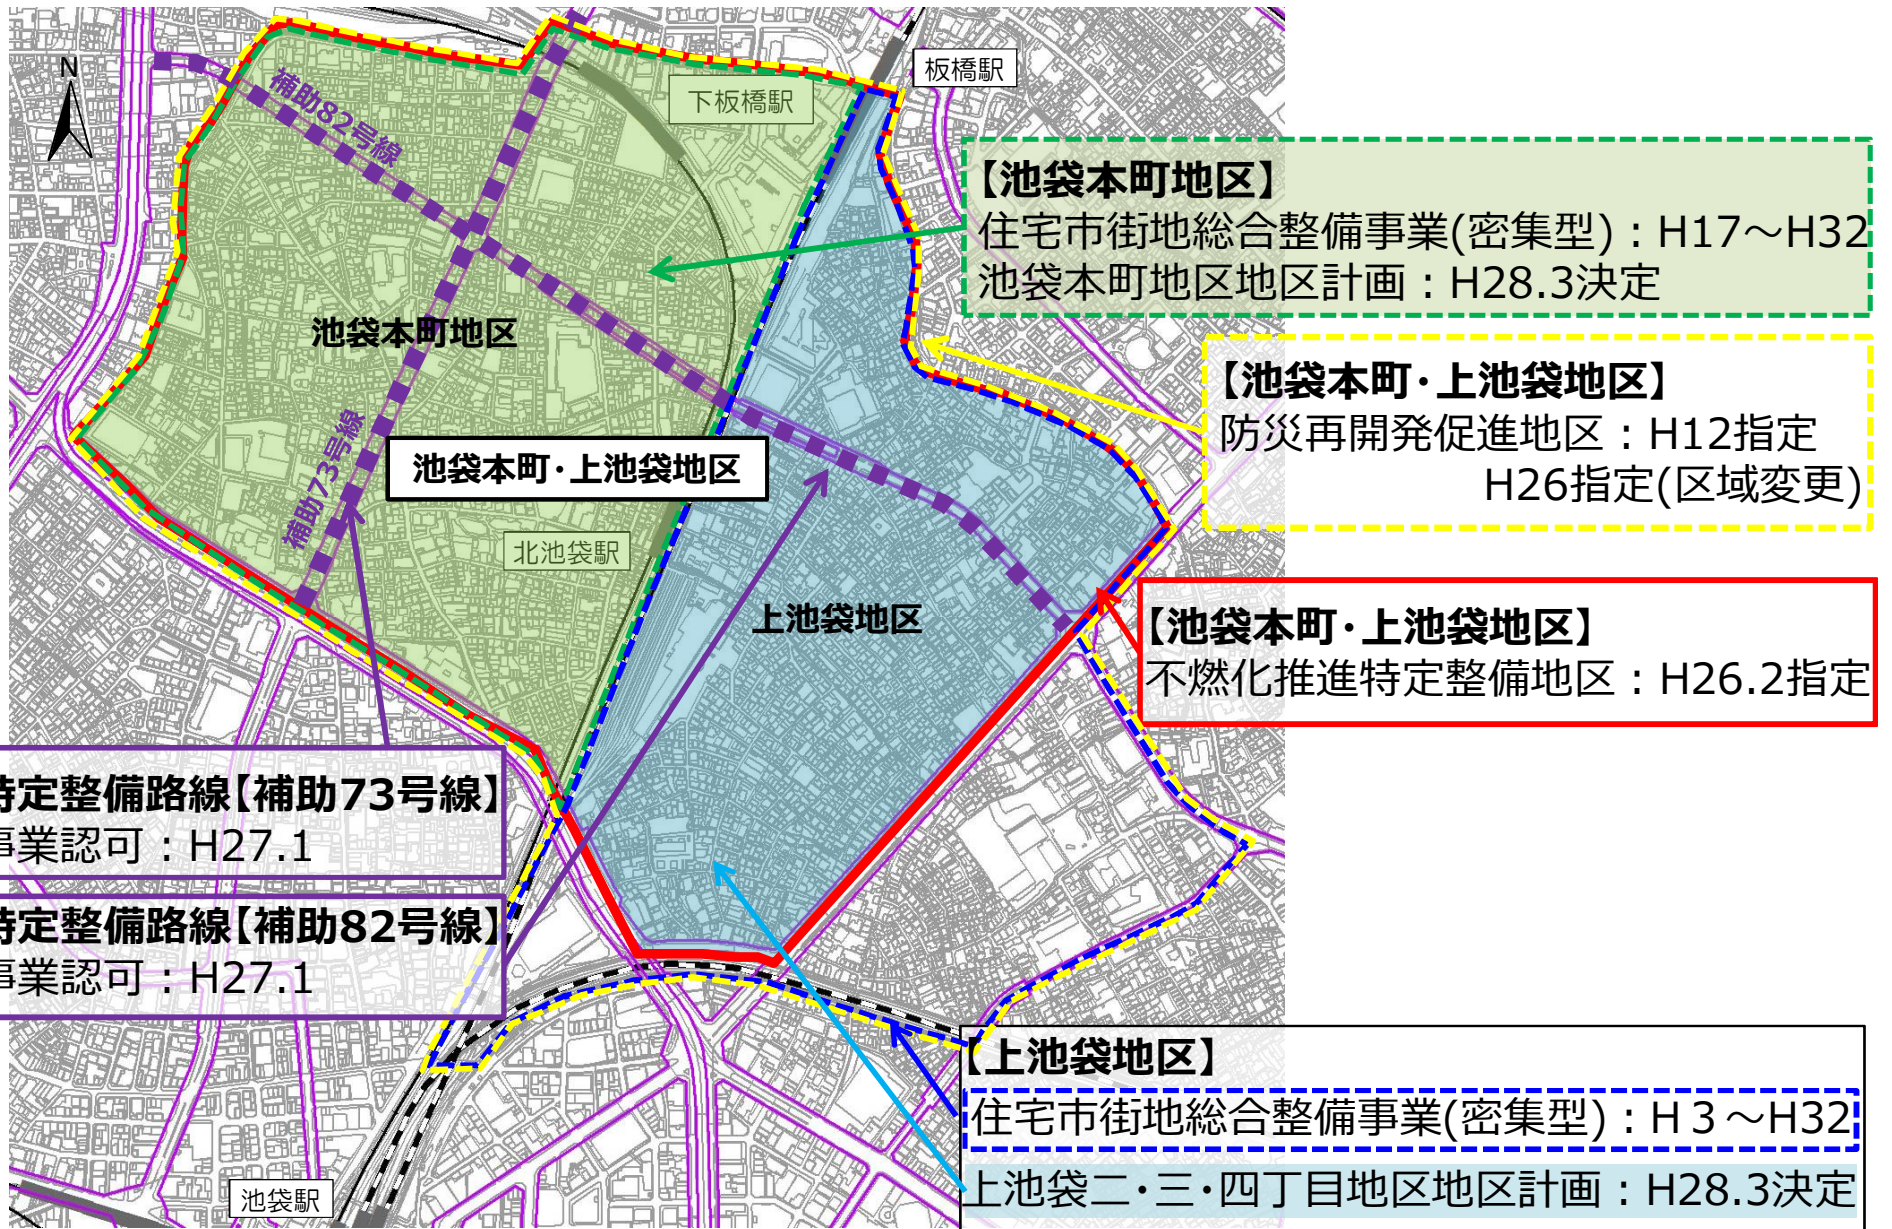 N
板橋駅
下板橋駅
補助82号線
【池袋本町地区】
住宅市街地総合整備事業(密集型)：H17～H32
池袋本町地区地区計画：H28.3決定
池袋本町地区
【池袋本町・上池袋地区】
防災再開発促進地区：H12指定
H26指定(区域変更)
補助73号線
池袋本町・上池袋地区
北池袋駅
上池袋地区
【池袋本町・上池袋地区】
不燃化推進特定整備地区：H26.2指定
特定整備路線【補助73号線】
事業認可：H27.1
特定整備路線【補助82号線】
事業認可：H27.1
【上池袋地区】
住宅市街地総合整備事業(密集型)：H３～H32
上池袋二・三・四丁目地区地区計画：H28.3決定
池袋駅